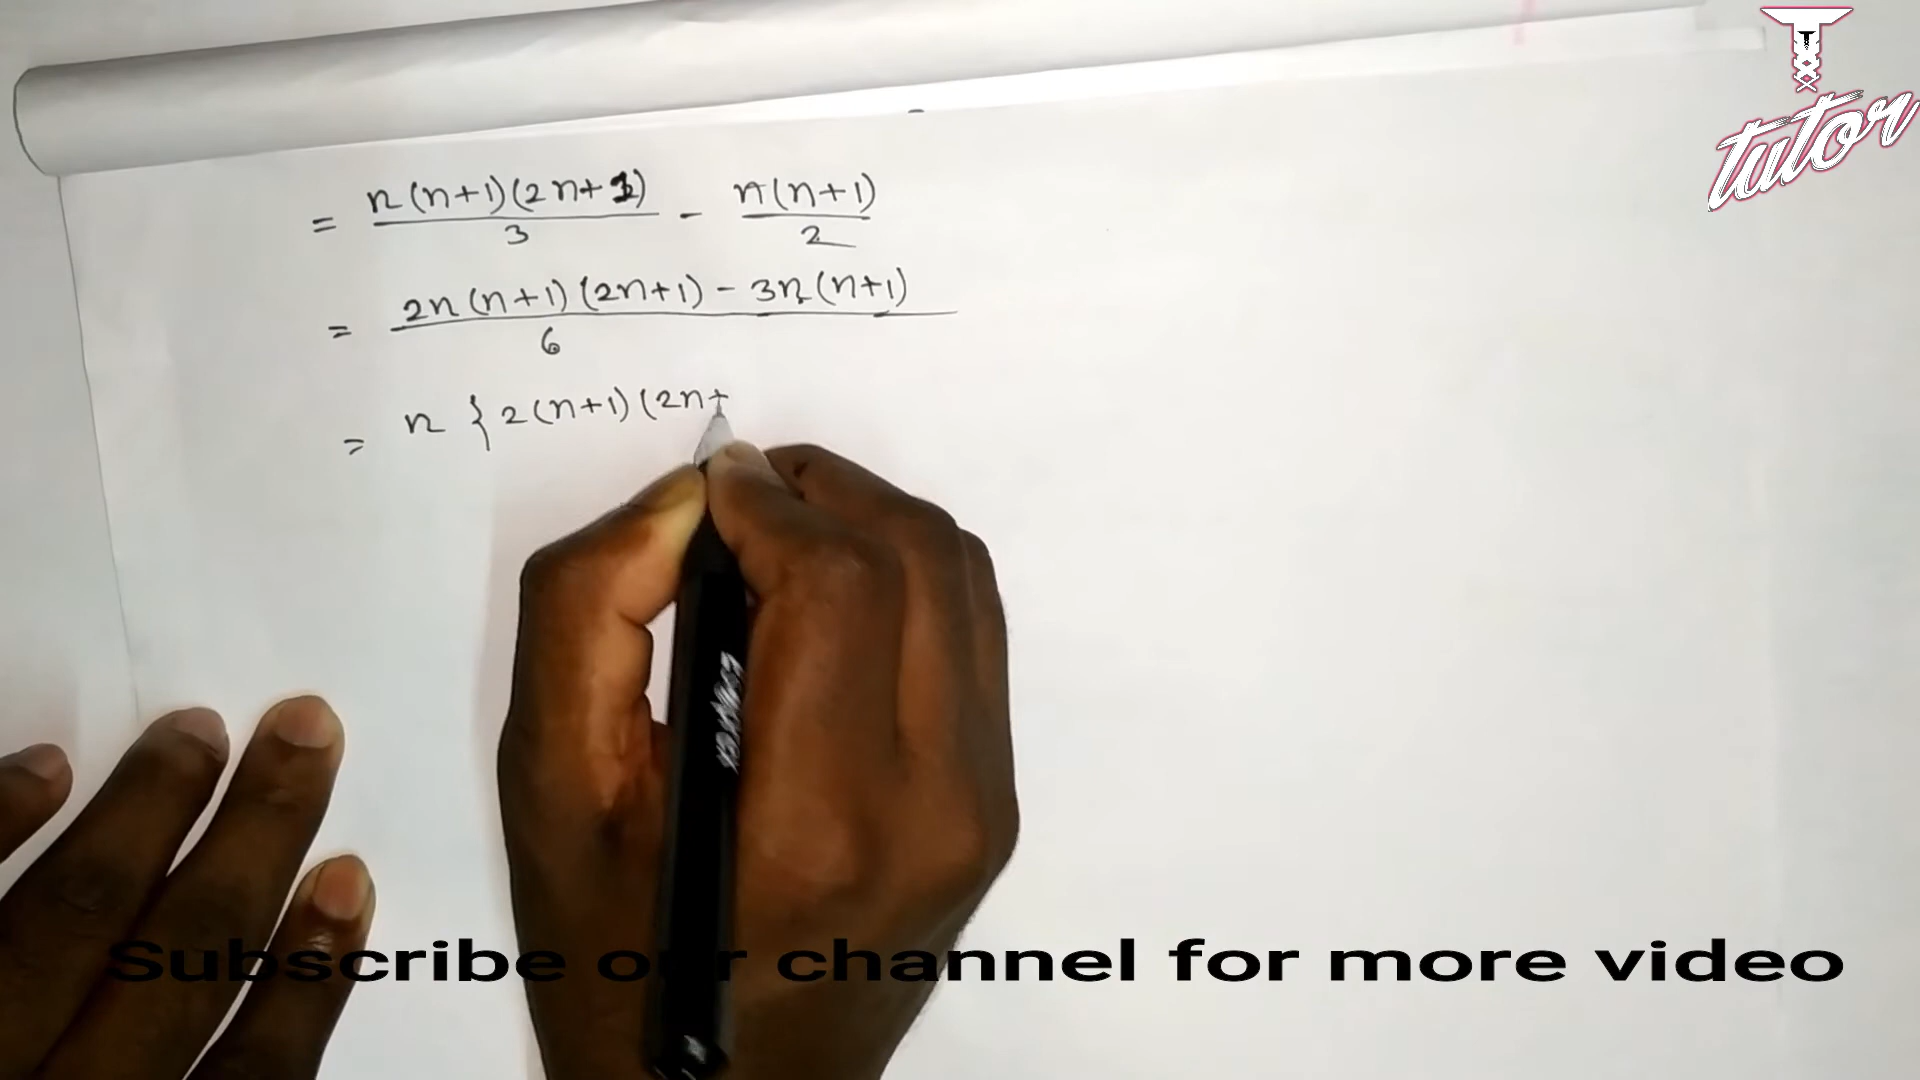 T
tutor
= n(n+1)(2n+1)/3 - n(n+1)/2
= 2n(n+1)(2n+1) - 3n(n+1)/6
= n {2(n+1)(2n+
Subscribe our channel for more video